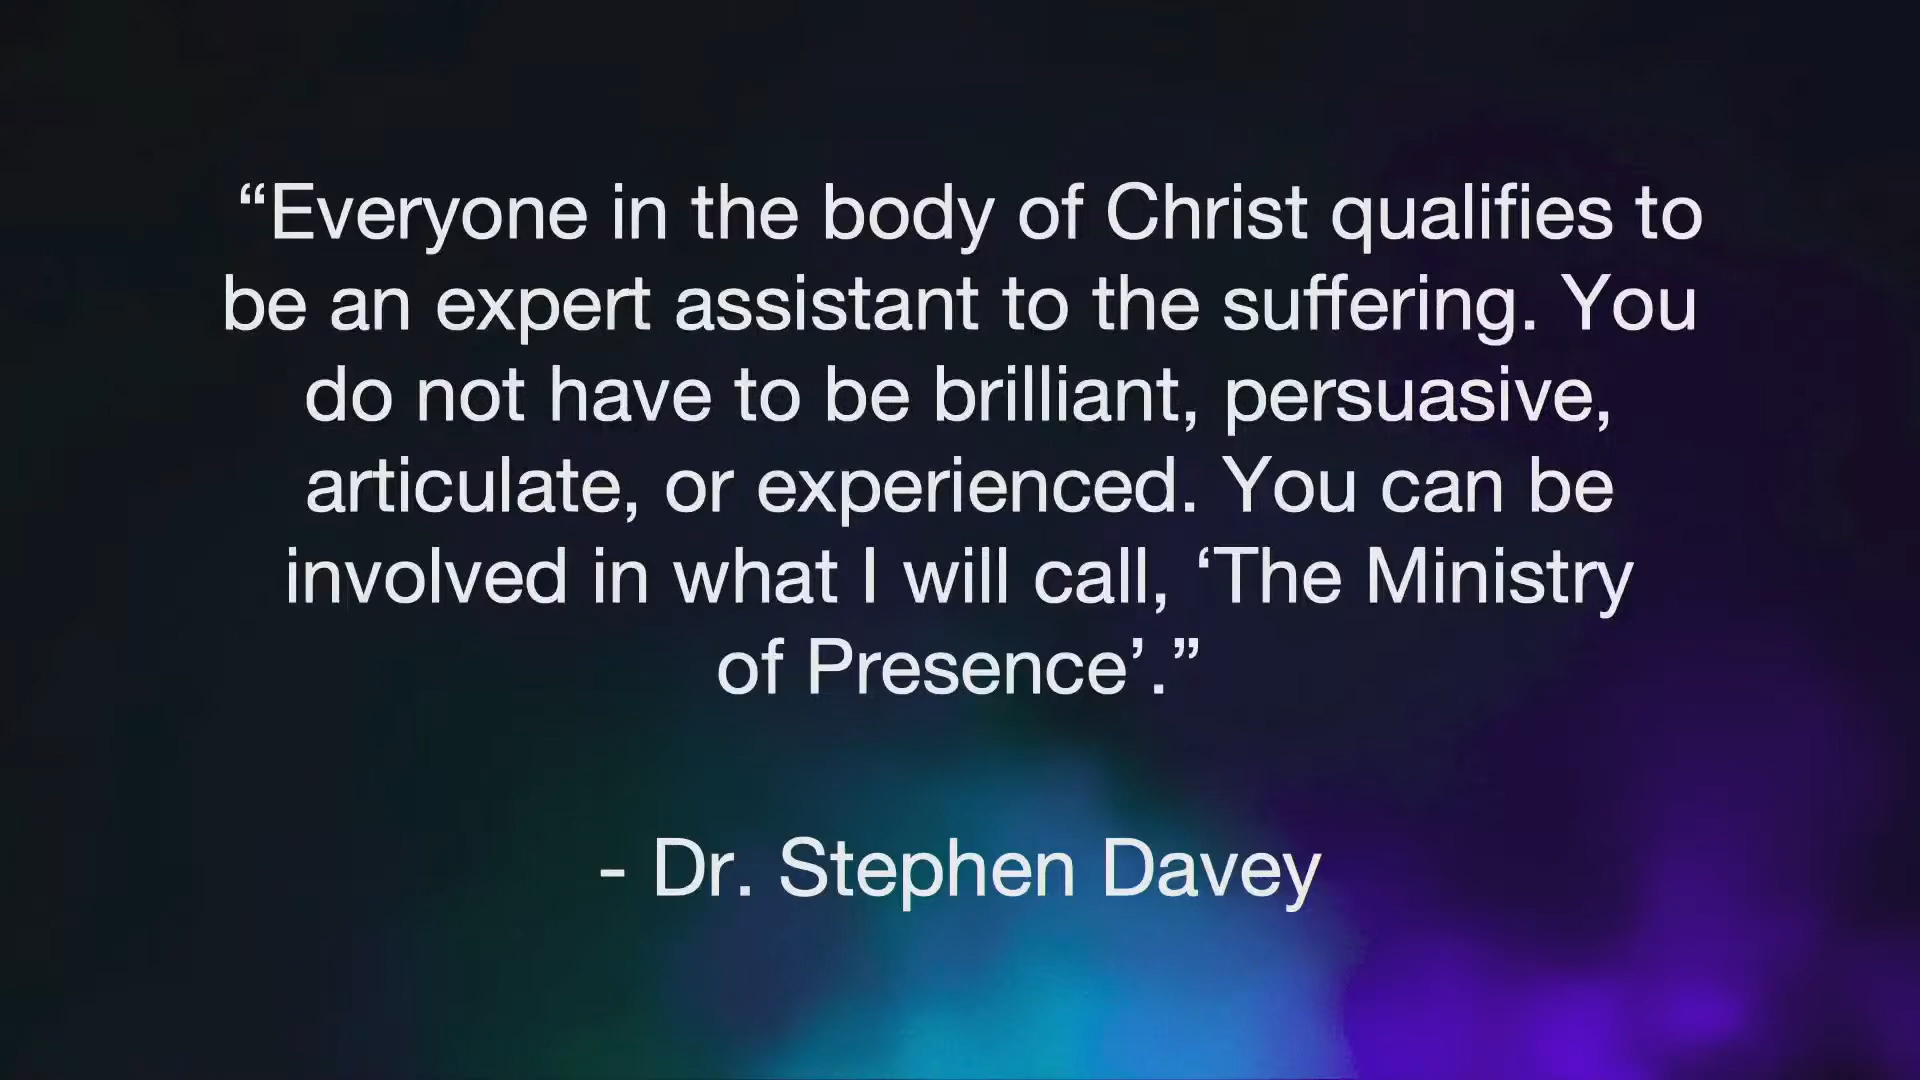 “Everyone in the body of Christ qualifies to
be an expert assistant to the suffering. You
do not have to be brilliant, persuasive,
articulate, or experienced. You can be
involved in what I will call, ‘The Ministry
of Presence’.”
- Dr. Stephen Davey